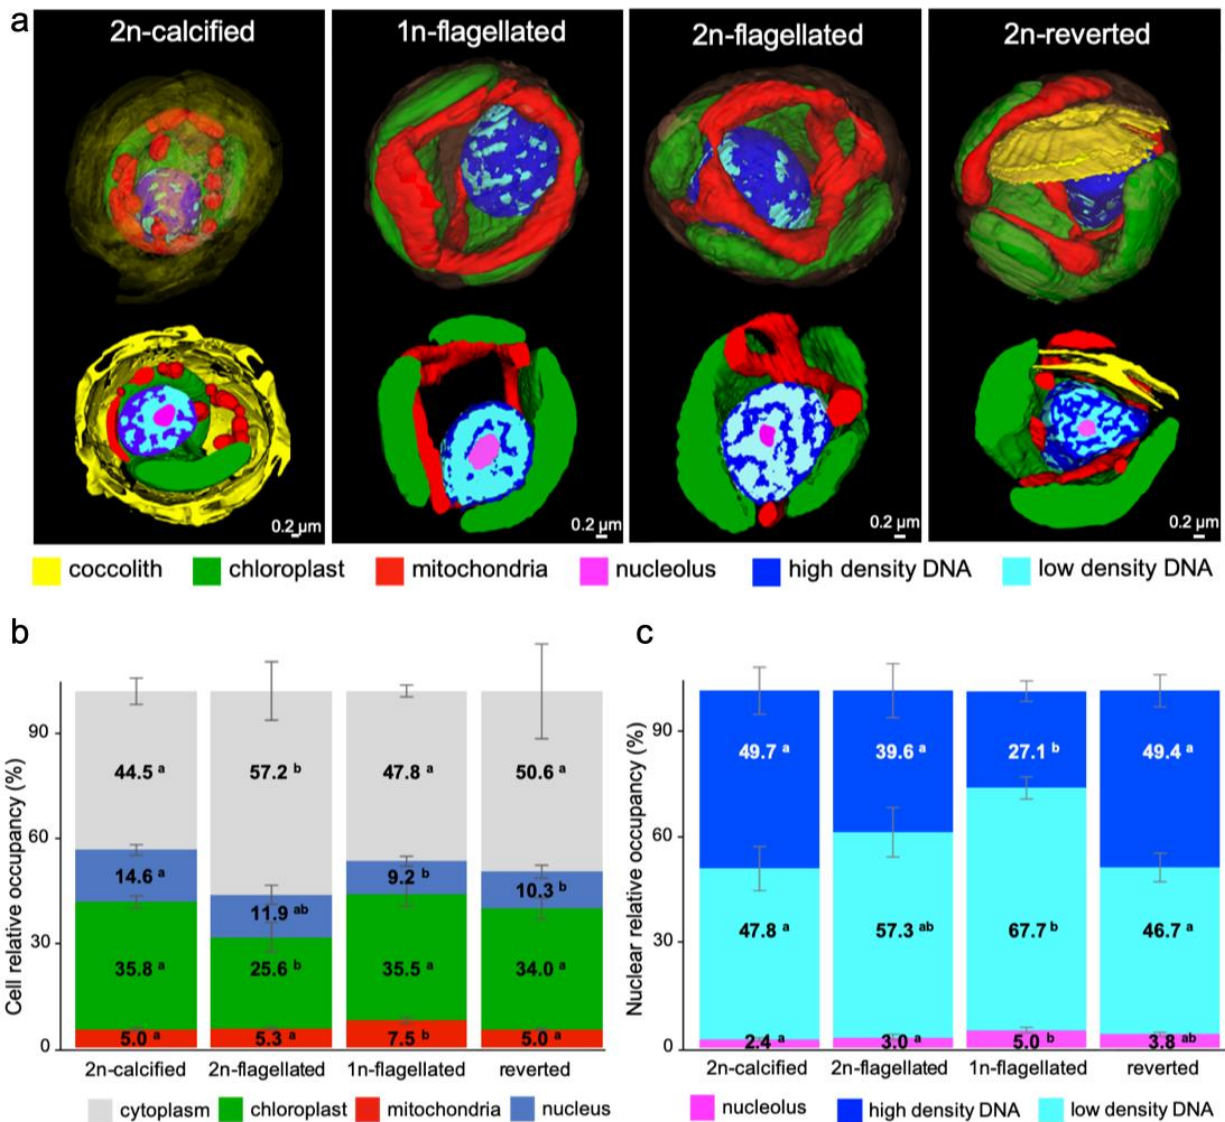 a
2n-calcified 1n-flagellated 2n-flagellated 2n-reverted
0.2 µm 0.2 µm 0.2 µm 0.2 µm
coccolith chloroplast mitochondria nucleolus high density DNA low density DNA
b
Cell relative occupancy (%)
90
60
30
0
44.5 a 57.2 b 47.8 a 50.6 a
14.6 a 11.9 ab 9.2 b 10.3 b
35.8 a 25.6 b 35.5 a 34.0 a
5.0 a 5.3 a 7.5 b 5.0 a
2n-calcified 2n-flagellated 1n-flagellated reverted
cytoplasm chloroplast mitochondria nucleus
c
Nuclear relative occupancy (%)
90
60
30
0
49.7 a 39.6 a 27.1 b 49.4 a
47.8 a 57.3 ab 67.7 b 46.7 a
2.4 a 3.0 a 5.0 b 3.8 ab
2n-calcified 2n-flagellated 1n-flagellated reverted
nucleolus high density DNA low density DNA